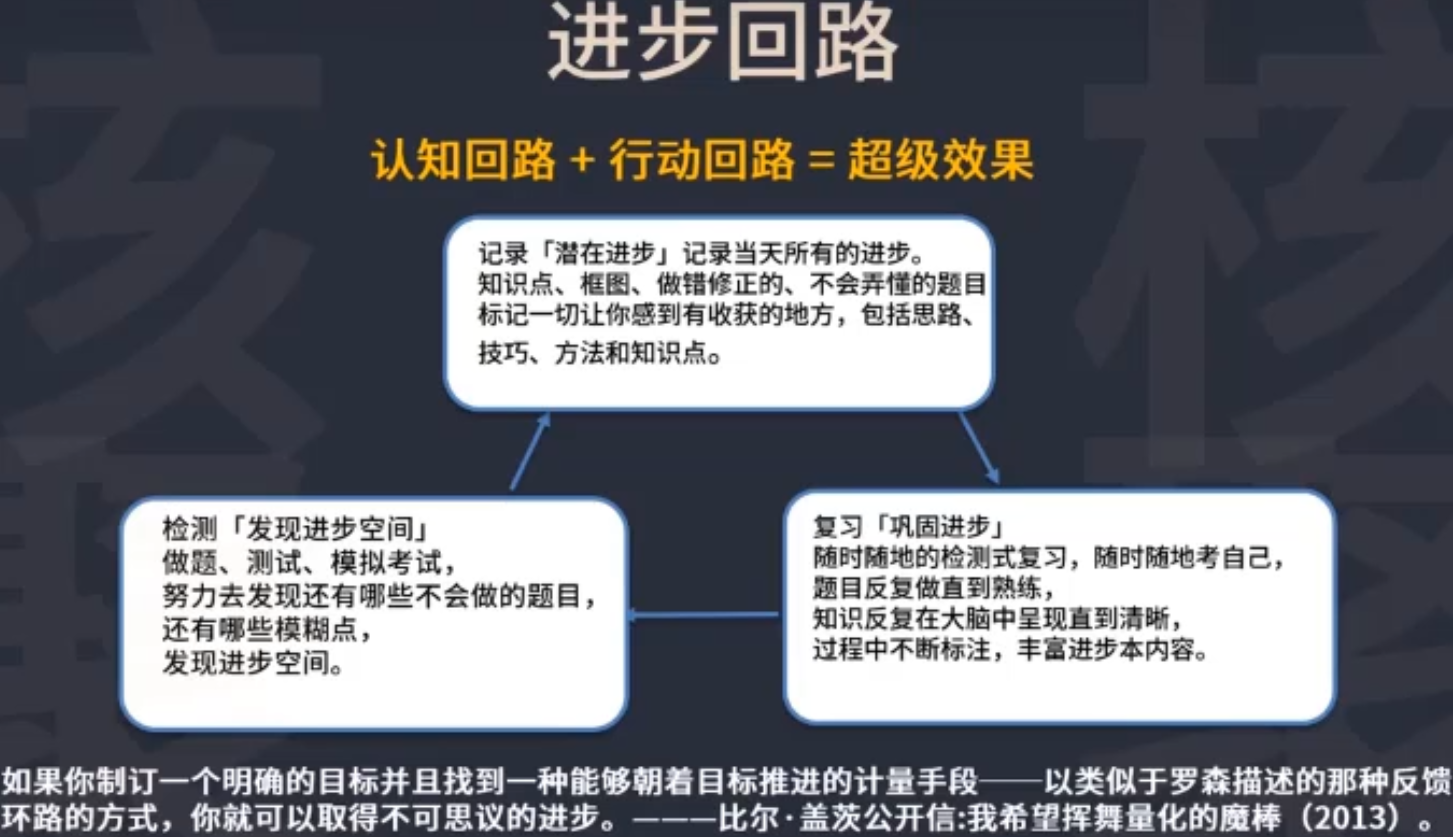 进步回路
认知回路 + 行动回路 = 超级效果
记录「潜在进步」记录当天所有的进步。
知识点、框图、做错修正的、不会弄懂的题目
标记一切让你感到有收获的地方，包括思路、
技巧、方法和知识点。
检测「发现进步空间」
做题、测试、模拟考试，
努力去发现还有哪些不会做的题目，
还有哪些模糊点，
发现进步空间。
复习「巩固进步」
随时随地的检测式复习，随时随地考自己，
题目反复做直到熟练，
知识反复在大脑中呈现直到清晰，
过程中不断标注，丰富进步本内容。
如果你制订一个明确的目标并且找到一种能够朝着目标推进的计量手段——以类似于罗森描述的那种反馈
环路的方式，你就可以取得不可思议的进步。———比尔·盖茨公开信:我希望挥舞量化的魔棒（2013）。